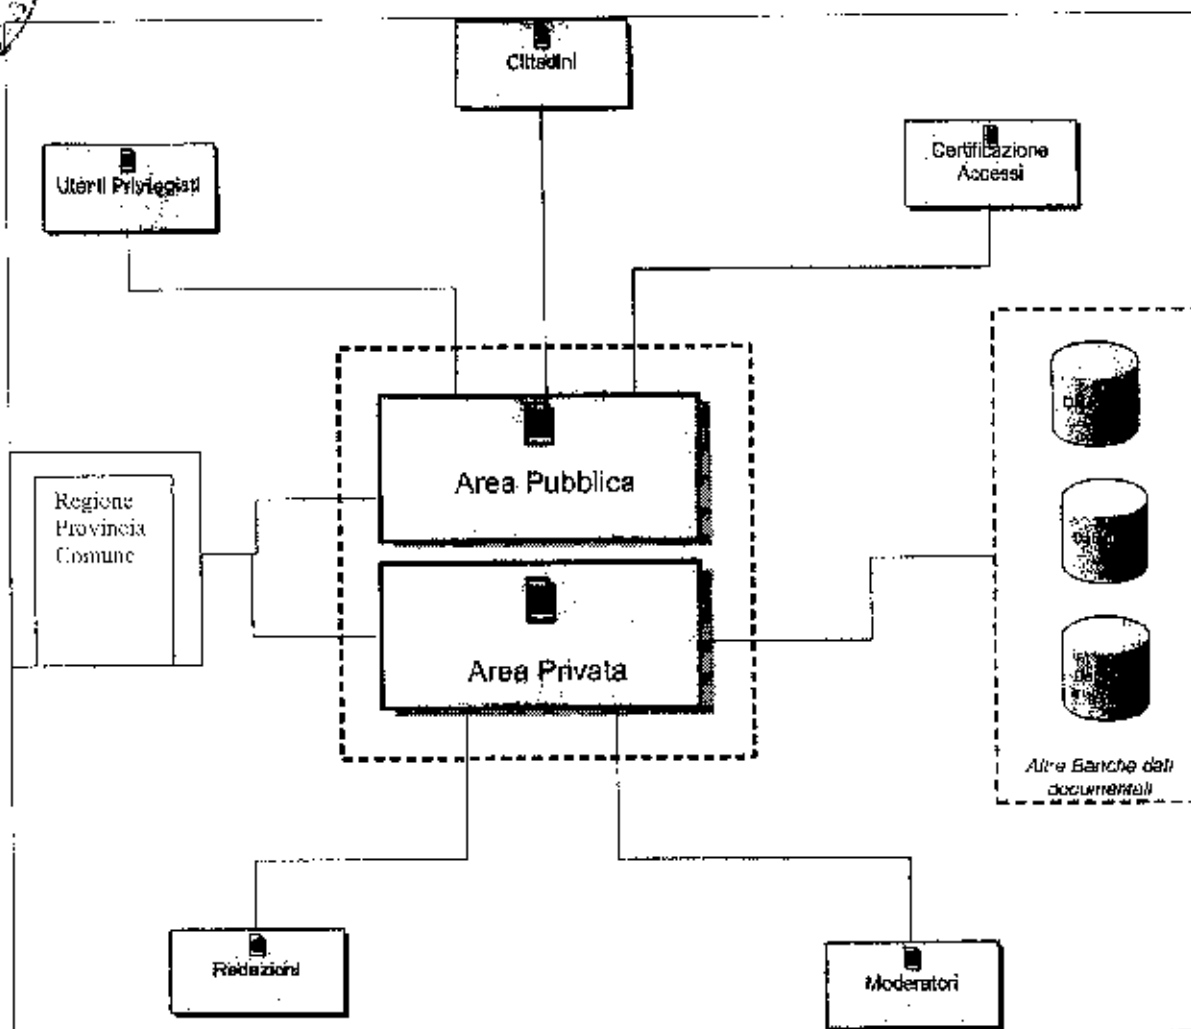 Cittadini
Utenti Privilegiati
Certificazione
Accessi
Area Pubblica
Regione
Provincia
Comune
Area Privata
Altre Banche dati
documentali
Redazioni
Moderatori